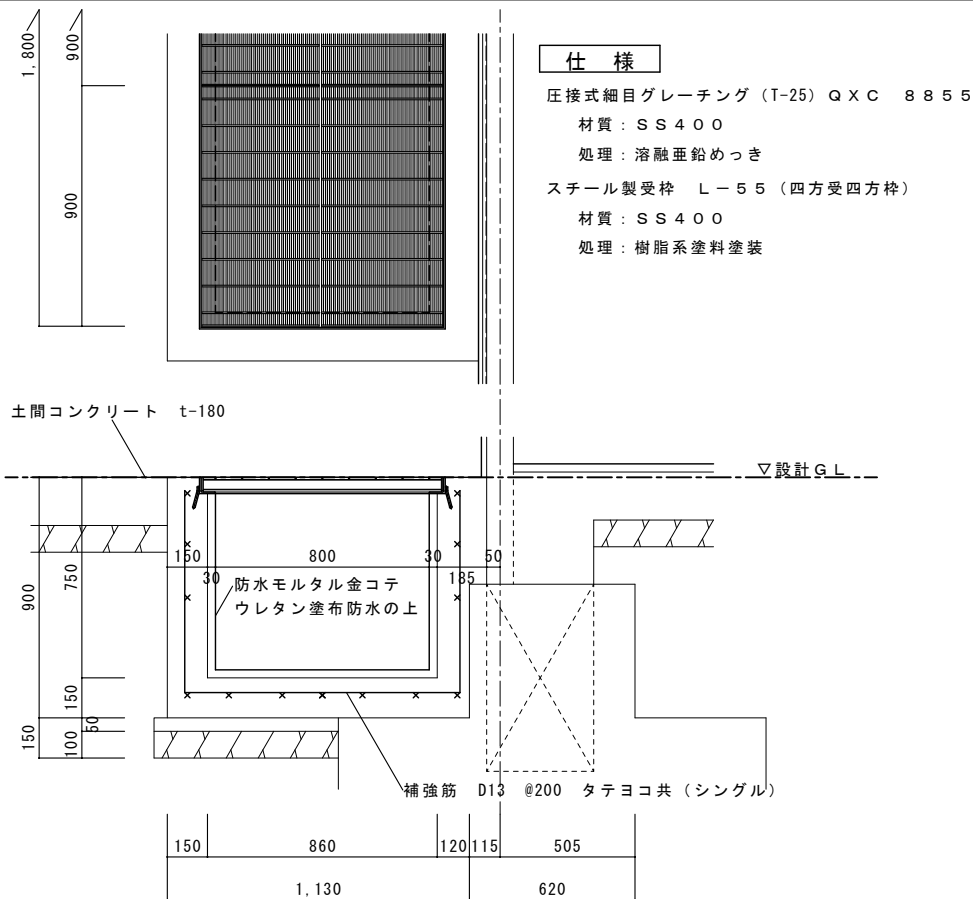 1,800
900
900
仕 様
圧接式細目グレーチング（T-25）ＱＸＣ ８８５５
材質：ＳＳ４００
処理：溶融亜鉛めっき
スチール製受枠 Ｌ－５５（四方受四方枠）
材質：ＳＳ４００
処理：樹脂系塗料塗装
土間コンクリート t-180
▽設計ＧＬ
150 800 30 50
30 185
防水モルタル金コテ
ウレタン塗布防水の上
900
750
150
150
100
50
補強筋 D13 @200 タテヨコ共（シングル）
150 860 120 115 505
1,130 620